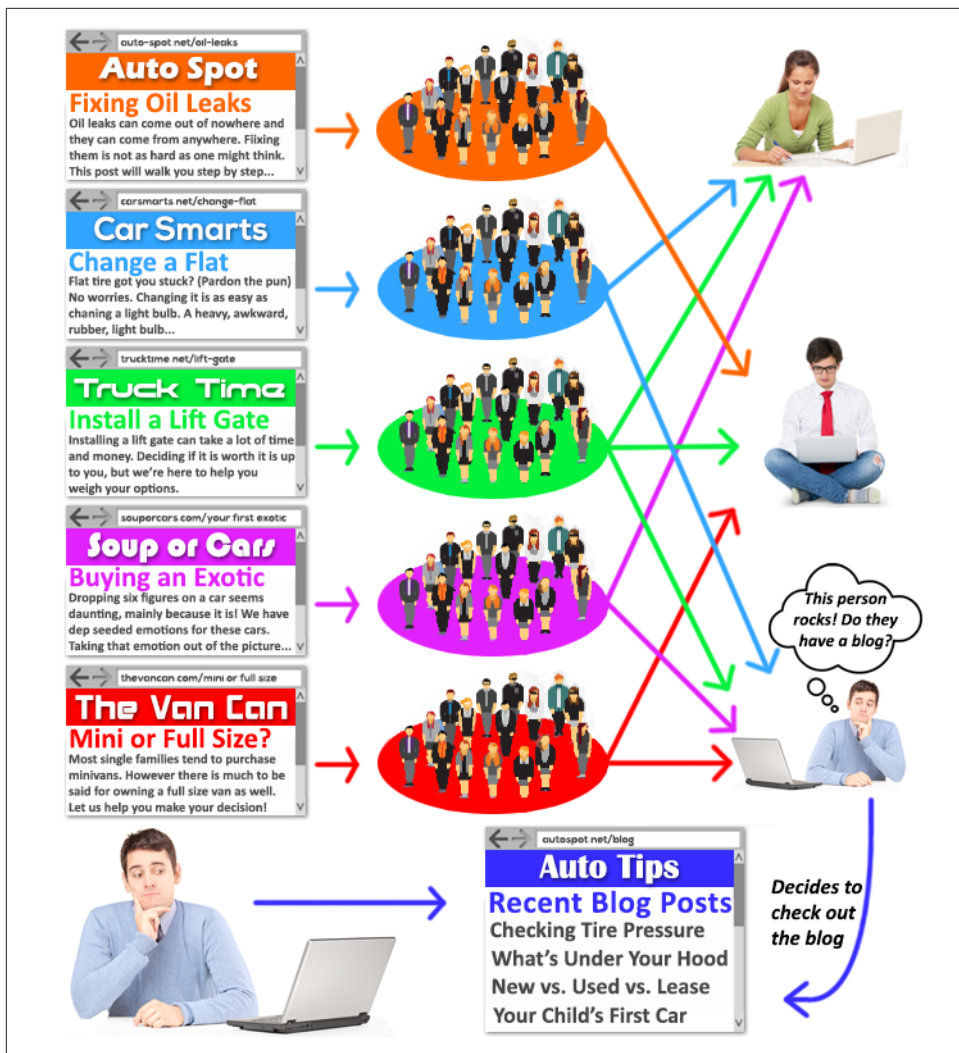 auto-spot net/oil-leaks
Auto Spot
Fixing Oil Leaks
Oil leaks can come out of nowhere and
they can come from anywhere. Fiixing
them is not as hard as one might think.
This post will walk you step by step...
carsmarts net/change-flat
Car Smarts
Change a Flat
Flat tire got you stuck? (Pardon the pun)
No worries. Changing it is as easy as
chaning a light bulb. A heavy, awkward,
rubber, light bulb...
trucktime net/lift-gate
Truck Time
Install a Lift Gate
Installing a lift gate can take a lot of time
and money. Deciding if it is worth it is up
to you, but we're here to help you
weigh your options.
souporcars.com/your first exotic
Soup or Cars
Buying an Exotic
Dropping six figures on a car seems
daunting, mainly because it is! We have
dep seeded emotions for these cars.
Taking that emotion out of the picture...
thevancan.com/mini or full size
The Van Can
Mini or Full Size?
Most single families tend to purchase
minivans. However there is much to be
said for owning a full size van as well.
Let us help you make your decision!
This person
rocks! Do they
have a blog?
autospot net/blog
Auto Tips
Recent Blog Posts
Checking Tire Pressure
What's Under Your Hood
New vs. Used vs. Lease
Your Child's First Car
Decides to
check out
the blog